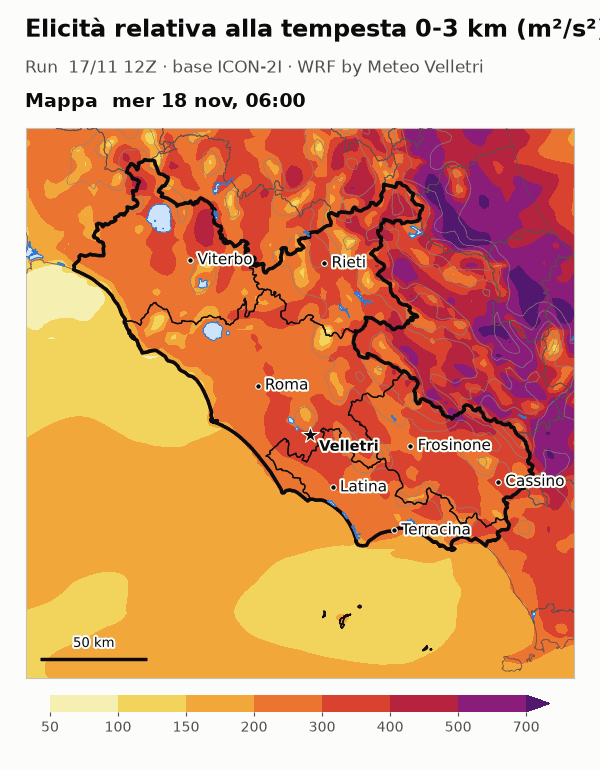 Elicità relativa alla tempesta 0-3 km (m²/s²)
Run 17/11 12Z · base ICON-2I · WRF by Meteo Velletri
Mappa mer 18 nov, 06:00
Viterbo
Rieti
Roma
Velletri
Frosinone
Latina
Cassino
Terracina
50 km
50 100 150 200 300 400 500 700